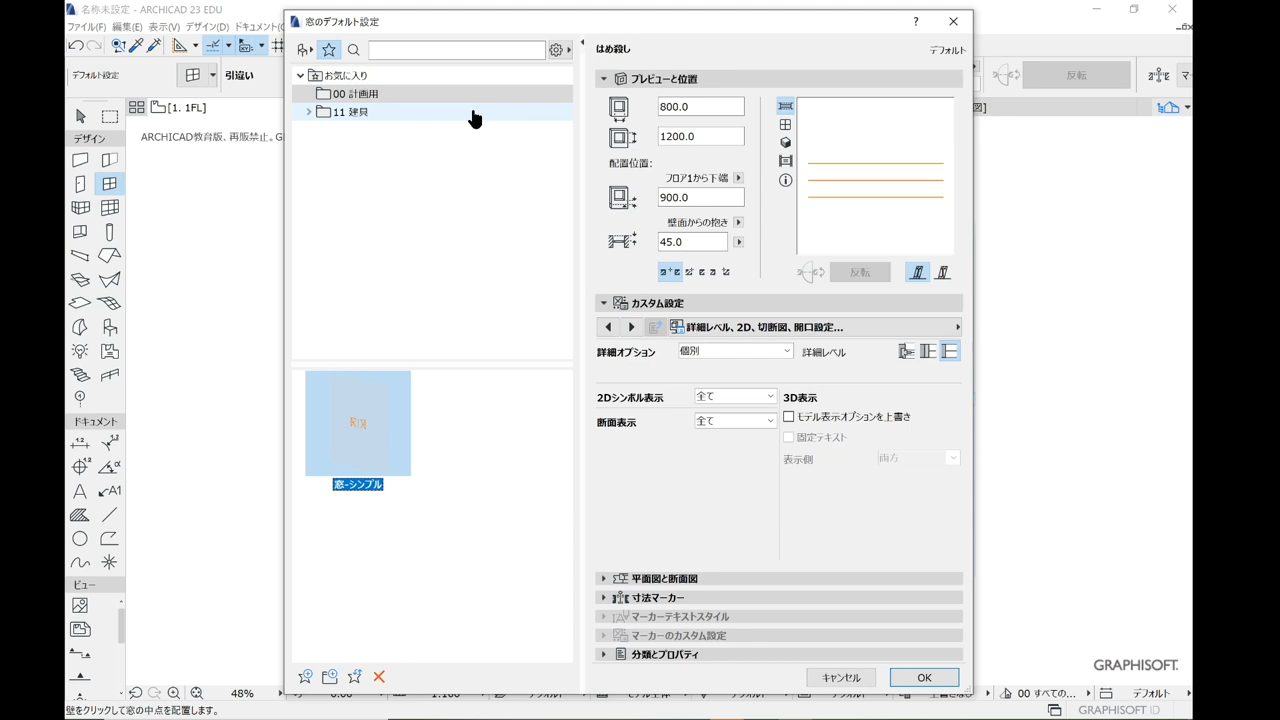 名称未設定 - ARCHICAD 23 EDU
ファイル(F) 編集(E) 表示(V) デザイン(D) ドキュメント(
デフォルト設定
引違い
[1. 1FL]
ARCHICAD教育版、再販禁止。G
デザイン
ドキュメント
ビュー
窓のデフォルト設定
?
お気に入り
00 計画用
11 建具
窓-シンプル
はめ殺し
デフォルト
プレビューと位置
800.0
1200.0
配置位置:
フロア1から下端
900.0
壁面からの抱き
45.0
反転
カスタム設定
詳細レベル、2D、切断図、開口設定...
詳細オプション
個別
詳細レベル
2Dシンボル表示
全て
3D表示
モデル表示オプションを上書き
断面表示
全て
固定テキスト
表示側
両方
平面図と断面図
寸法マーカー
マーカーテキストスタイル
マーカーのカスタム設定
分類とプロパティ
キャンセル
OK
反転
GRAPHISOFT.
48%
00 すべての...
デフォルト
壁をクリックして窓の中点を配置します。
GRAPHISOFT ID